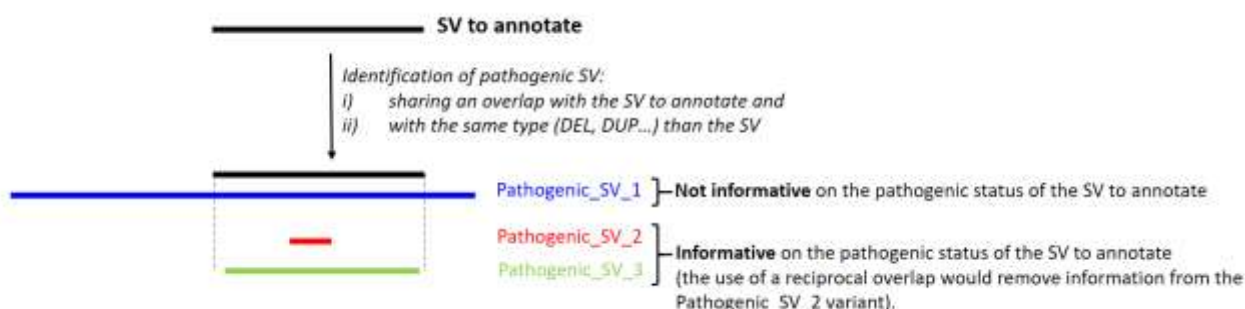 SV to annotate
Identification of pathogenic SV:
i) sharing an overlap with the SV to annotate and
ii) with the same type (DEL, DUP...) than the SV
Pathogenic_SV_1 Not informative on the pathogenic status of the SV to annotate
Pathogenic_SV_2
Informative on the pathogenic status of the SV to annotate
Pathogenic_SV_3
(the use of a reciprocal overlap would remove information from the
Pathogenic_SV_2 variant).